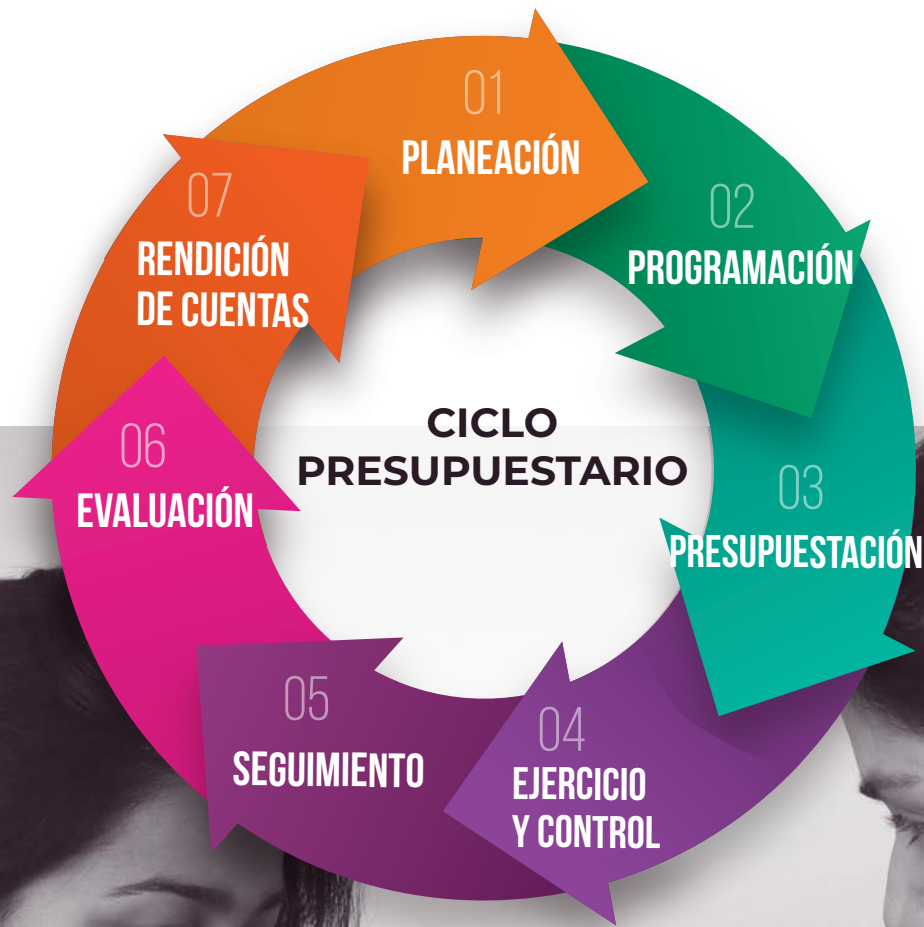 CICLO
PRESUPUESTARIO
01
PLANEACIÓN
02
PROGRAMACIÓN
03
PRESUPUESTACIÓN
04
EJERCICIO
Y CONTROL
05
SEGUIMIENTO
06
EVALUACIÓN
07
RENDICIÓN
DE CUENTAS